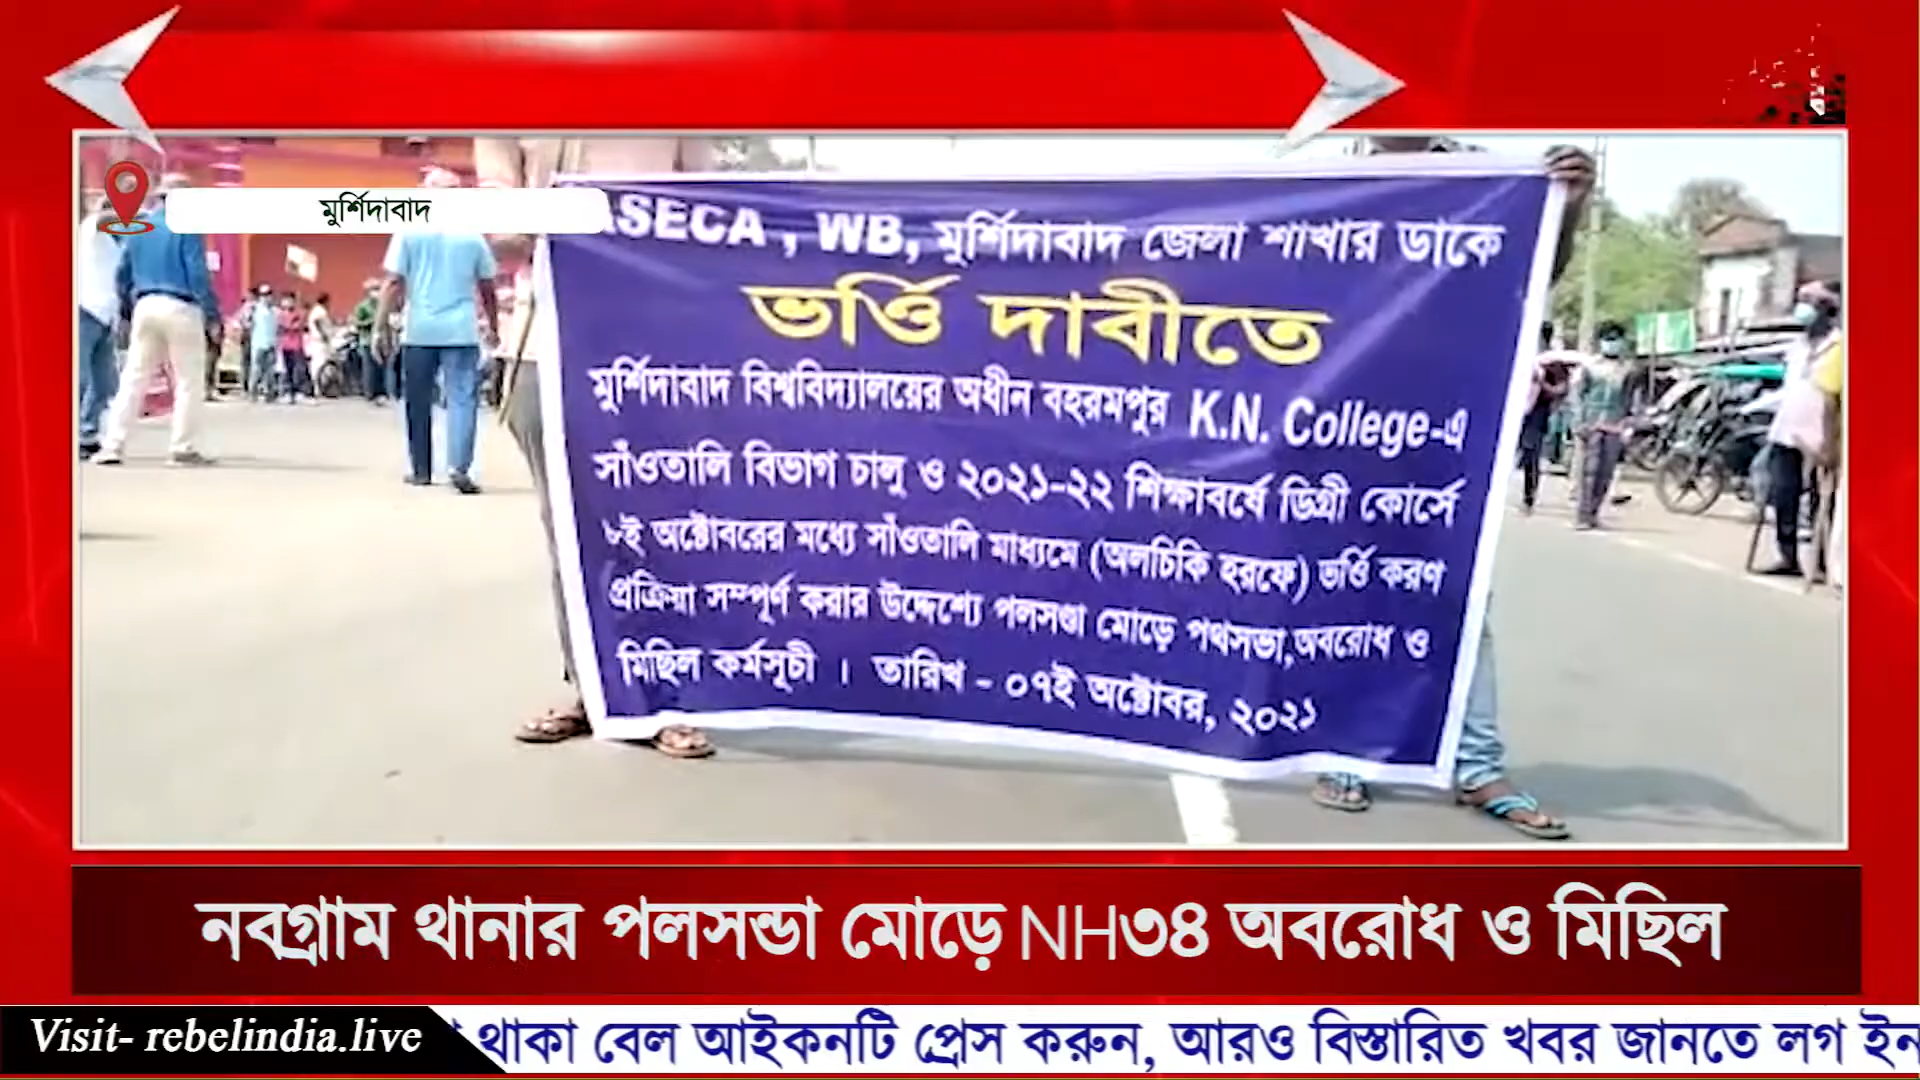 মুর্শিদাবাদ
ASECA , WB, মুর্শিদাবাদ জেলা শাখার ডাকে
ভর্ত্তি দাবীতে
মুর্শিদাবাদ বিশ্ববিদ্যালয়ের অধীন বহরমপুর K.N. College-এ
সাঁওতালি বিভাগ চালু ও ২০২১-২২ শিক্ষাবর্ষে ডিগ্রী কোর্সে
৮ই অক্টোবরের মধ্যে সাঁওতালি মাধ্যমে (অলচিকি হরফে) ভর্ত্তি করণ
প্রক্রিয়া সম্পূর্ণ করার উদ্দেশ্যে পলসণ্ডা মোড়ে পথসভা,অবরোধ ও
মিছিল কর্মসূচী । তারিখ - ০৭ই অক্টোবর, ২০২১
নবগ্রাম থানার পলসন্ডা মোড়ে NH৩৪ অবরোধ ও মিছিল
Visit- rebelindia.live থাকা বেল আইকনটি প্রেস করুন, আরও বিস্তারিত খবর জানতে লগ ইন